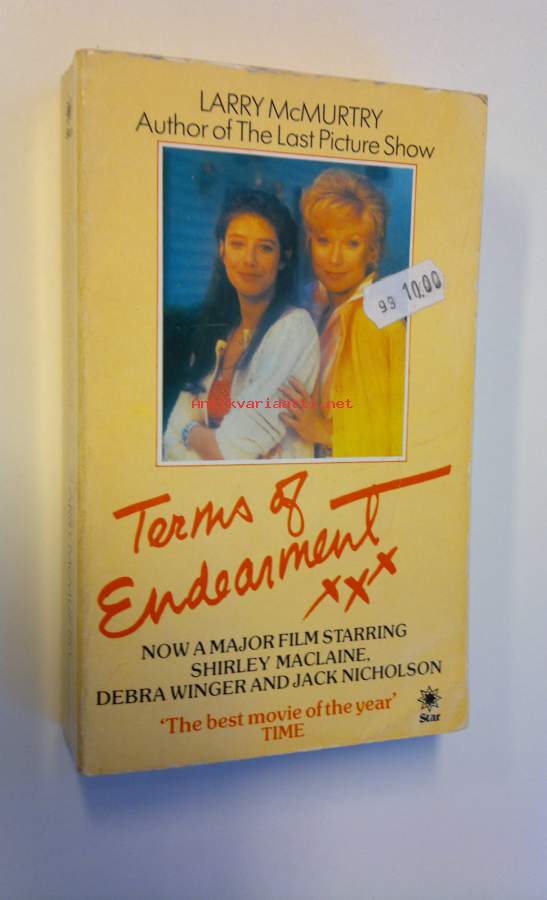 LARRY McMURTRY
Author of The Last Picture Show
99 10.00
Antikvariaatti.net
Terms of
Endearment
xxx
NOW A MAJOR FILM STARRING
SHIRLEY MACLAINE,
DEBRA WINGER AND JACK NICHOLSON
'The best movie of the year'
TIME
Star